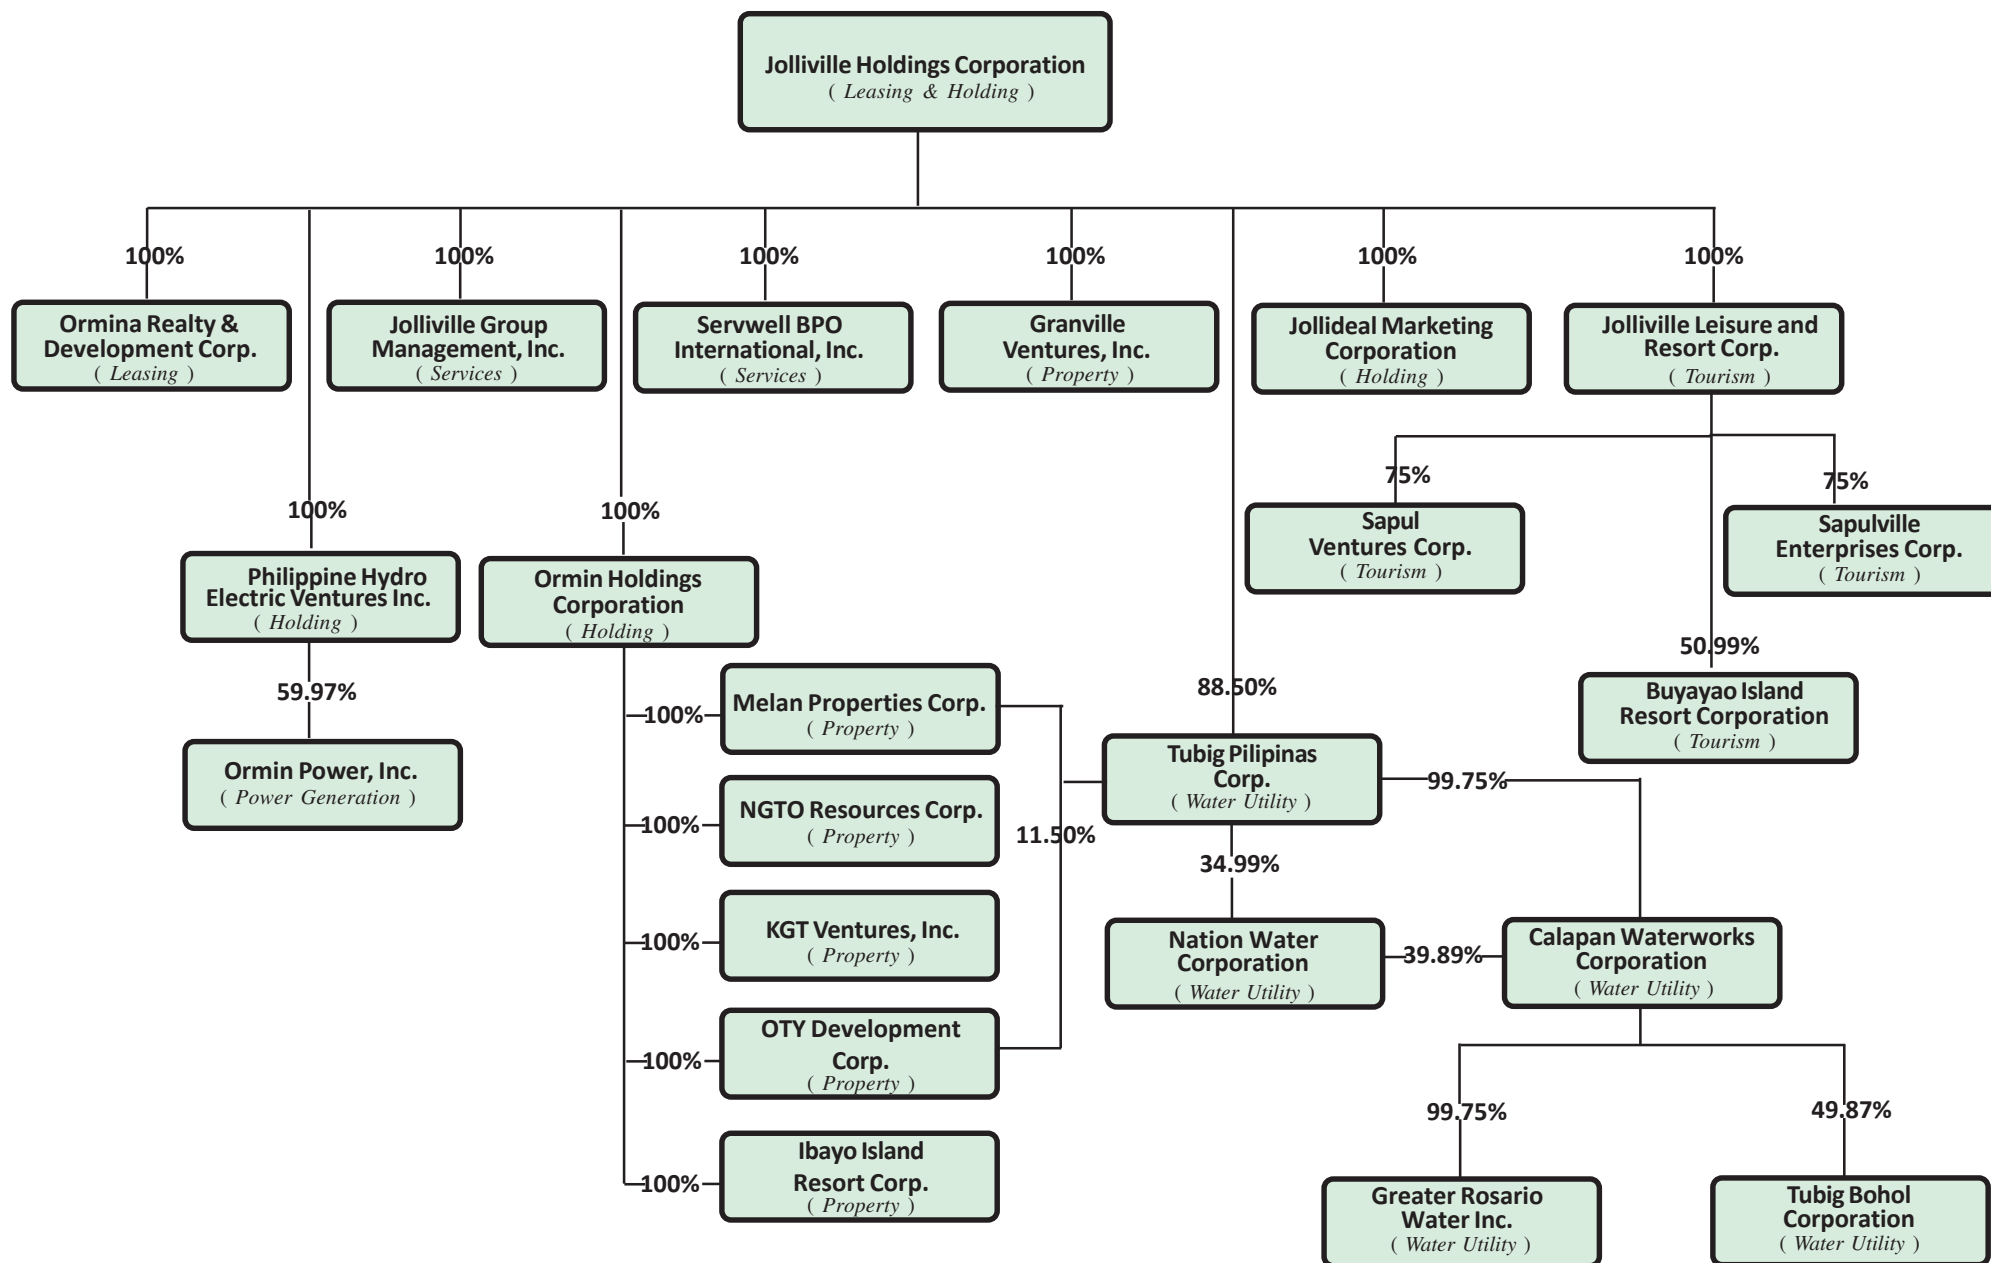 Jolliville Holdings Corporation
( Leasing & Holding )
100%
100%
100%
100%
100%
100%
Ormina Realty &
Development Corp.
( Leasing )
Jolliville Group
Management, Inc.
( Services )
Servwell BPO
International, Inc.
( Services )
Granville
Ventures, Inc.
( Property )
Jollideal Marketing
Corporation
( Holding )
Jolliville Leisure and
Resort Corp.
( Tourism )
75%
75%
100%
100%
Sapul
Ventures Corp.
( Tourism )
Sapulville
Enterprises Corp.
( Tourism )
Philippine Hydro
Electric Ventures Inc.
( Holding )
Ormin Holdings
Corporation
( Holding )
50.99%
Buyayao Island
Resort Corporation
( Tourism )
59.97%
Ormin Power, Inc.
( Power Generation )
100%
Melan Properties Corp.
( Property )
100%
NGTO Resources Corp.
( Property )
100%
KGT Ventures, Inc.
( Property )
100%
OTY Development
Corp.
( Property )
100%
Ibayo Island
Resort Corp.
( Property )
11.50%
88.50%
Tubig Pilipinas
Corp.
( Water Utility )
99.75%
34.99%
Nation Water
Corporation
( Water Utility )
39.89%
Calapan Waterworks
Corporation
( Water Utility )
99.75%
49.87%
Greater Rosario
Water Inc.
( Water Utility )
Tubig Bohol
Corporation
( Water Utility )